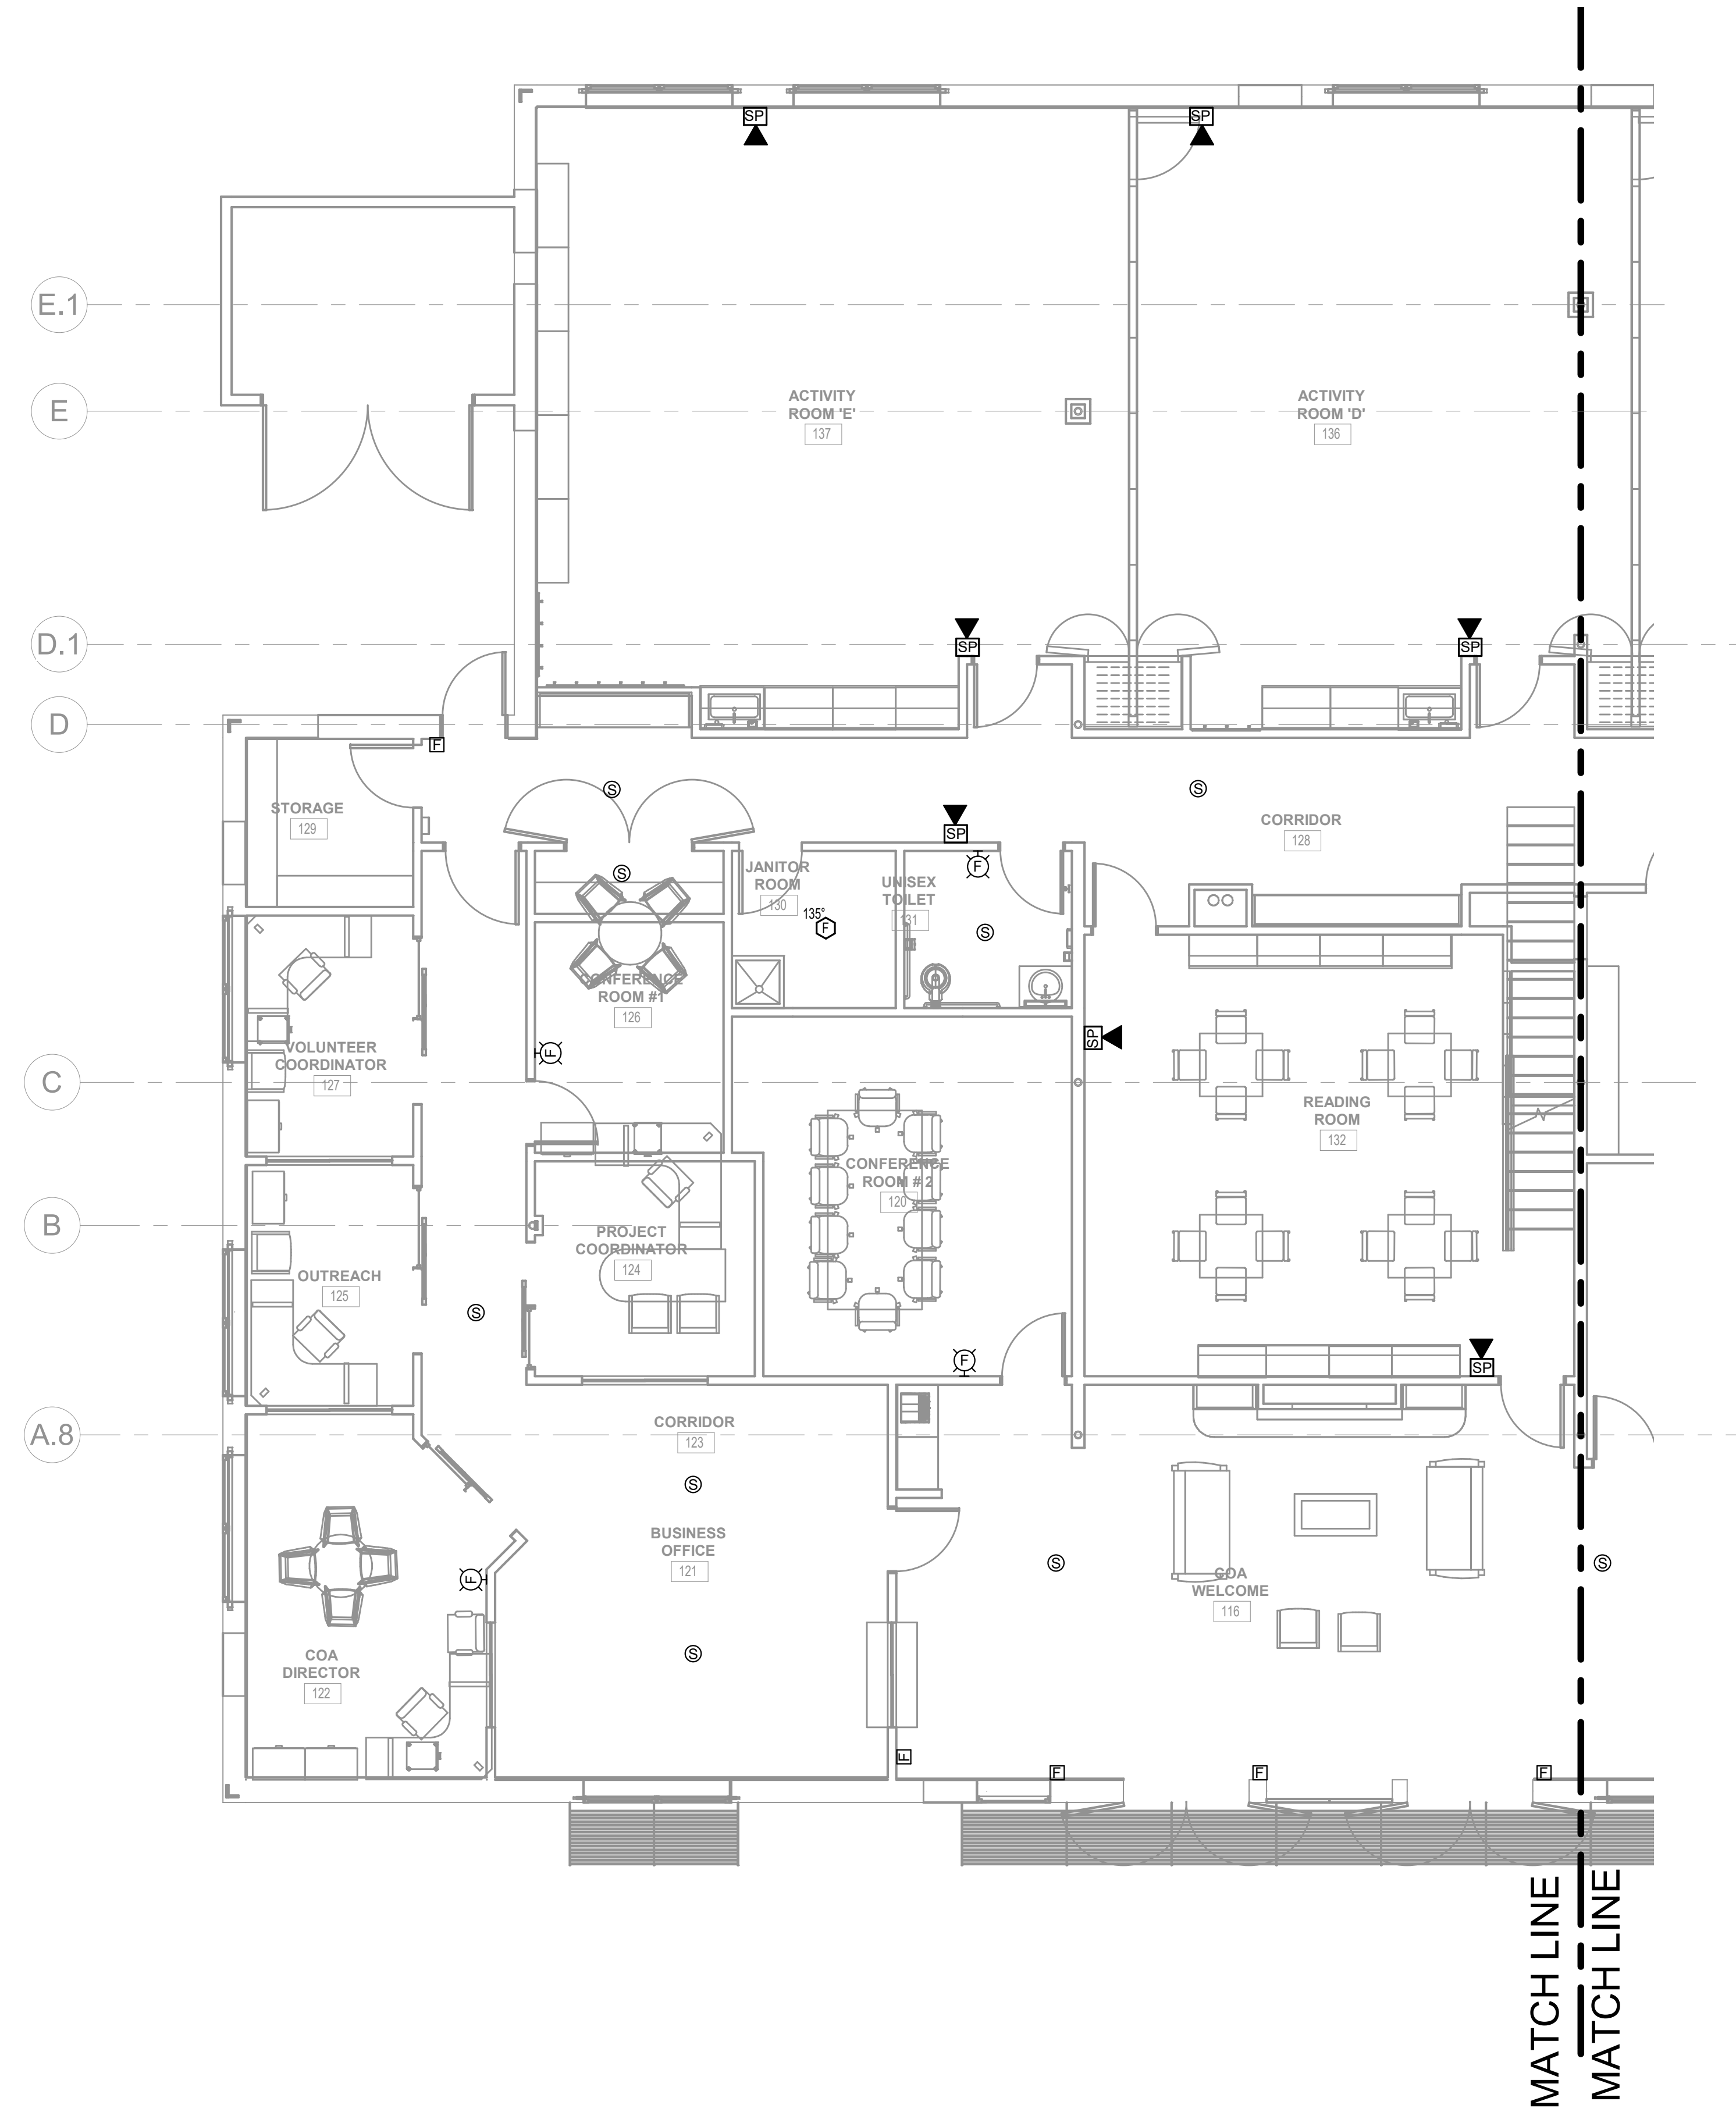 SP
SP
E.1
ACTIVITY
ROOM 'E'
137
ACTIVITY
ROOM 'D'
136
E
SP
SP
D.1
D
F
S
S
STORAGE
129
SP
CORRIDOR
128
F
S
JANITOR
ROOM
130
UNISEX
TOILET
131
135°
F
S
CONFERENCE
ROOM #1
126
SP
F
VOLUNTEER
COORDINATOR
127
C
READING
ROOM
132
CONFERENCE
ROOM # 2
120
B
PROJECT
COORDINATOR
124
OUTREACH
125
S
F
SP
CORRIDOR
123
A.8
S
BUSINESS
OFFICE
121
S
S
F
COA
WELCOME
116
COA
DIRECTOR
122
S
F
F
F
F
MATCH LINE
MATCH LINE